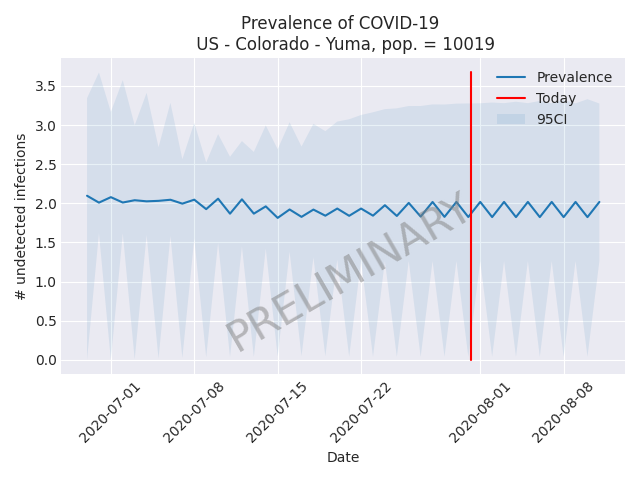 Prevalence of COVID-19
US - Colorado - Yuma, pop. = 10019
Prevalence
Today
95CI
# undetected infections
3.5
3.0
2.5
2.0
1.5
1.0
0.5
0.0
PRELIMINARY
2020-07-01
2020-07-08
2020-07-15
2020-07-22
2020-08-01
2020-08-08
Date